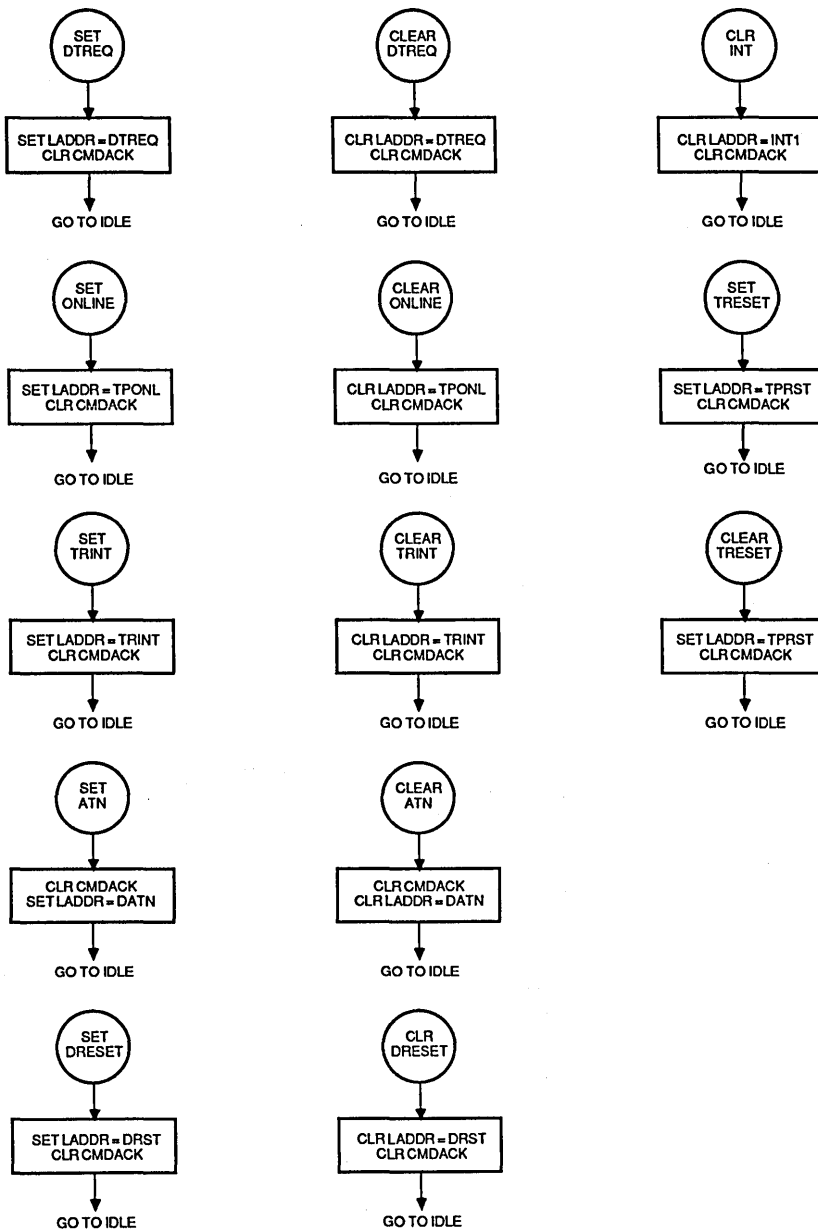 SET
DTREQ
SET LADDR = DTREQ
CLR CMDACK
GO TO IDLE
CLEAR
DTREQ
CLR LADDR = DTREQ
CLR CMDACK
GO TO IDLE
CLR
INT
CLR LADDR = INT1
CLR CMDACK
GO TO IDLE
SET
ONLINE
SET LADDR = TPONL
CLR CMDACK
GO TO IDLE
CLEAR
ONLINE
CLR LADDR = TPONL
CLR CMDACK
GO TO IDLE
SET
TRESET
SET LADDR = TPRST
CLR CMDACK
GO TO IDLE
SET
TRINT
SET LADDR = TRINT
CLR CMDACK
GO TO IDLE
CLEAR
TRINT
CLR LADDR = TRINT
CLR CMDACK
GO TO IDLE
CLEAR
TRESET
SET LADDR = TPRST
CLR CMDACK
GO TO IDLE
SET
ATN
CLR CMDACK
SET LADDR = DATN
GO TO IDLE
CLEAR
ATN
CLR CMDACK
CLR LADDR = DATN
GO TO IDLE
SET
DRESET
SET LADDR = DRST
CLR CMDACK
GO TO IDLE
CLR
DRESET
CLR LADDR = DRST
CLR CMDACK
GO TO IDLE